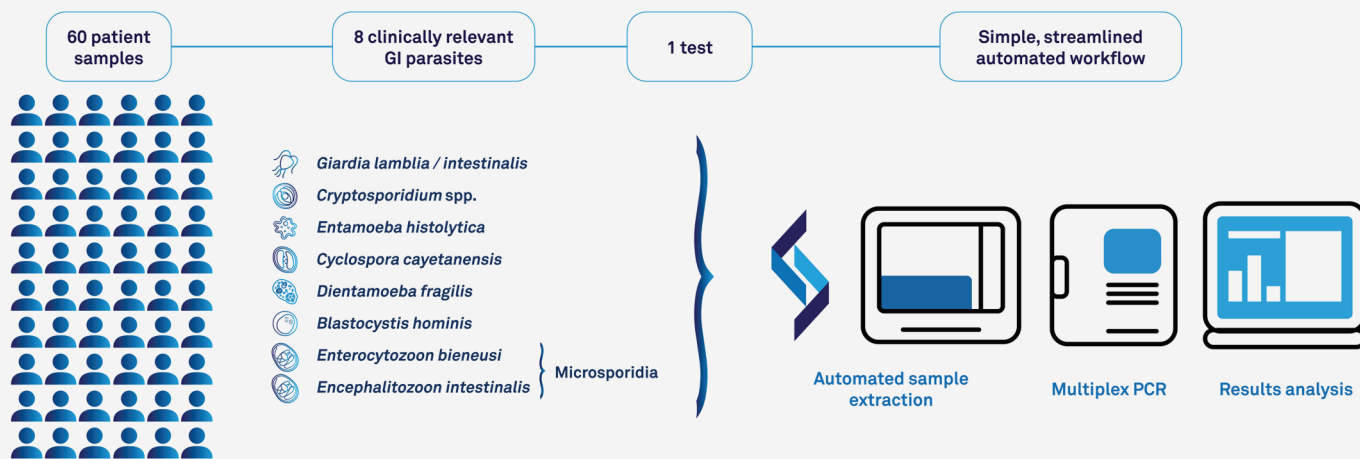 60 patient
samples
8 clinically relevant
GI parasites
1 test
Simple, streamlined
automated workflow
Giardia lamblia / intestinalis
Cryptosporidium spp.
Entamoeba histolytica
Cyclospora cayetanensis
Dientamoeba fragilis
Blastocystis hominis
Enterocytozoon bieneusi
Encephalitozoon intestinalis
Microsporidia
Automated sample
extraction
Multiplex PCR
Results analysis